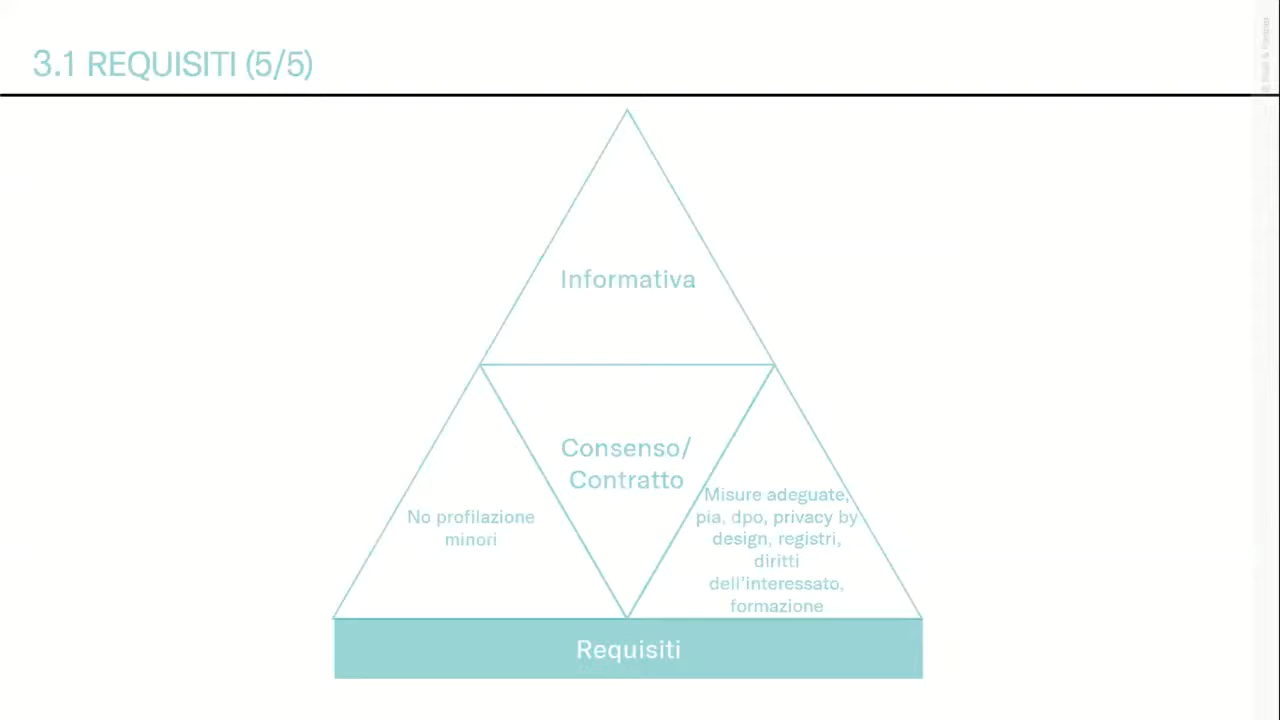 3.1 REQUISITI (5/5)
Informativa
Consenso/
Contratto
No profilazione
minori
Misure adeguate,
pia, dpo, privacy by
design, registri,
diritti
dell'interessato,
formazione
Requisiti